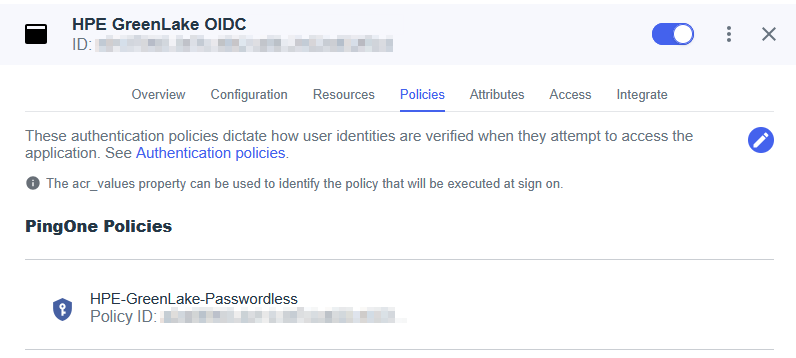 HPE GreenLake OIDC
ID:
Overview Configuration Resources Policies Attributes Access Integrate
These authentication policies dictate how user identities are verified when they attempt to access the
application. See Authentication policies.
The acr_values property can be used to identify the policy that will be executed at sign on.
PingOne Policies
HPE-GreenLake-Passwordless
Policy ID: